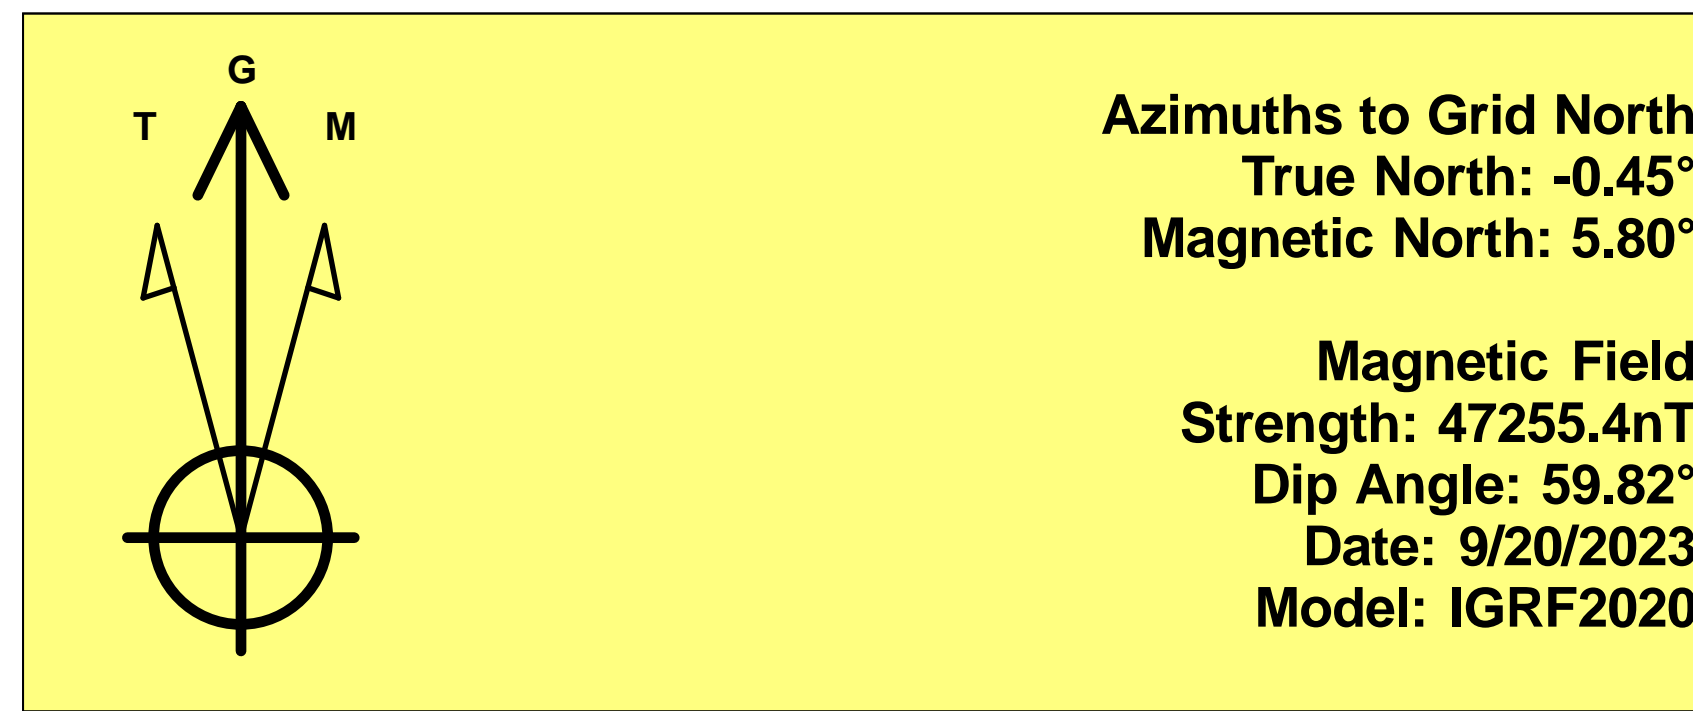 G
T
M
Azimuths to Grid North
True North: -0.45°
Magnetic North: 5.80°
Magnetic Field
Strength: 47255.4nT
Dip Angle: 59.82°
Date: 9/20/2023
Model: IGRF2020